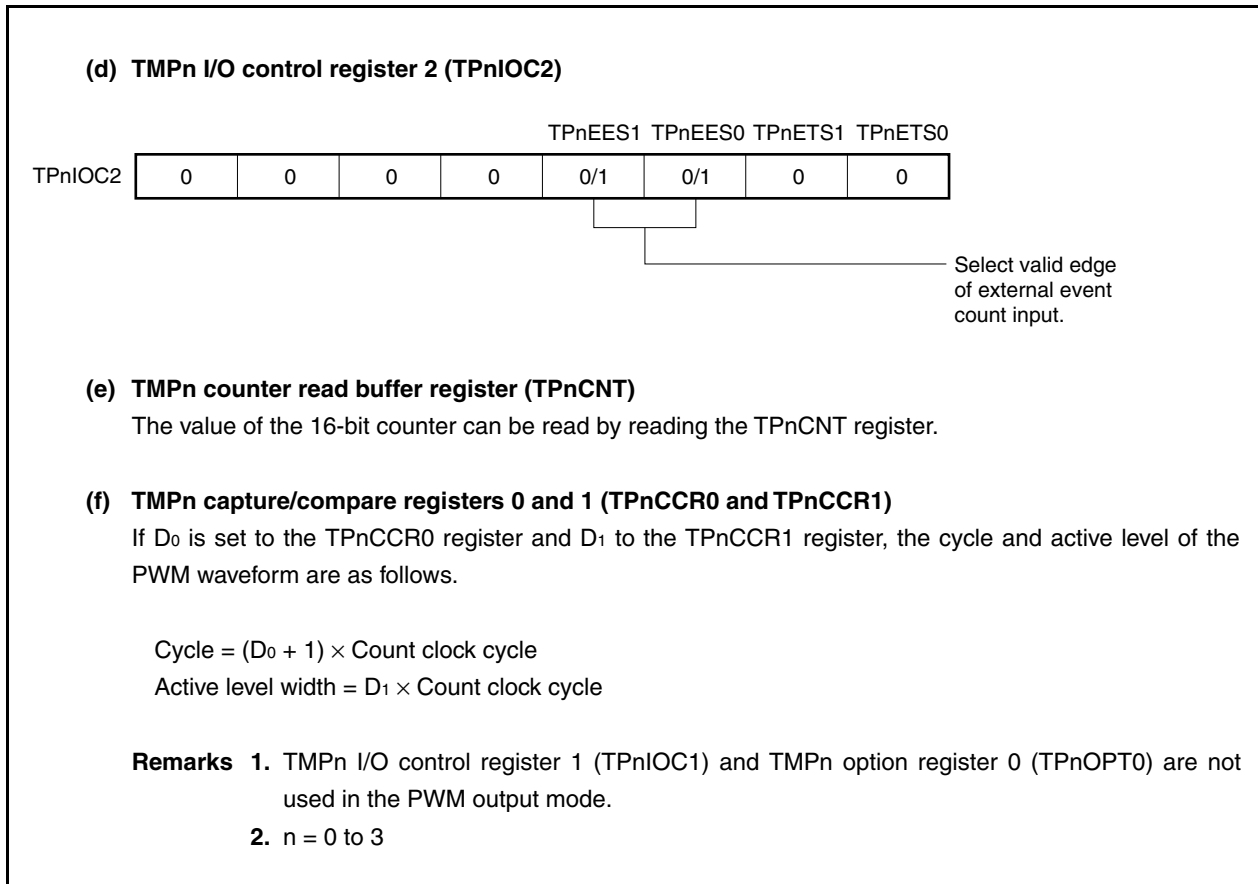 (d) TMPn I/O control register 2 (TPnIOC2)
TPnEES1 TPnEES0 TPnETS1 TPnETS0
TPnIOC2 0 0 0 0 0/1 0/1 0 0
Select valid edge
of external event
count input.
(e) TMPn counter read buffer register (TPnCNT)
The value of the 16-bit counter can be read by reading the TPnCNT register.
(f) TMPn capture/compare registers 0 and 1 (TPnCCR0 and TPnCCR1)
If D0 is set to the TPnCCR0 register and D1 to the TPnCCR1 register, the cycle and active level of the
PWM waveform are as follows.
Cycle = (D0 + 1) × Count clock cycle
Active level width = D1 × Count clock cycle
Remarks 1. TMPn I/O control register 1 (TPnIOC1) and TMPn option register 0 (TPnOPT0) are not
used in the PWM output mode.
2. n = 0 to 3